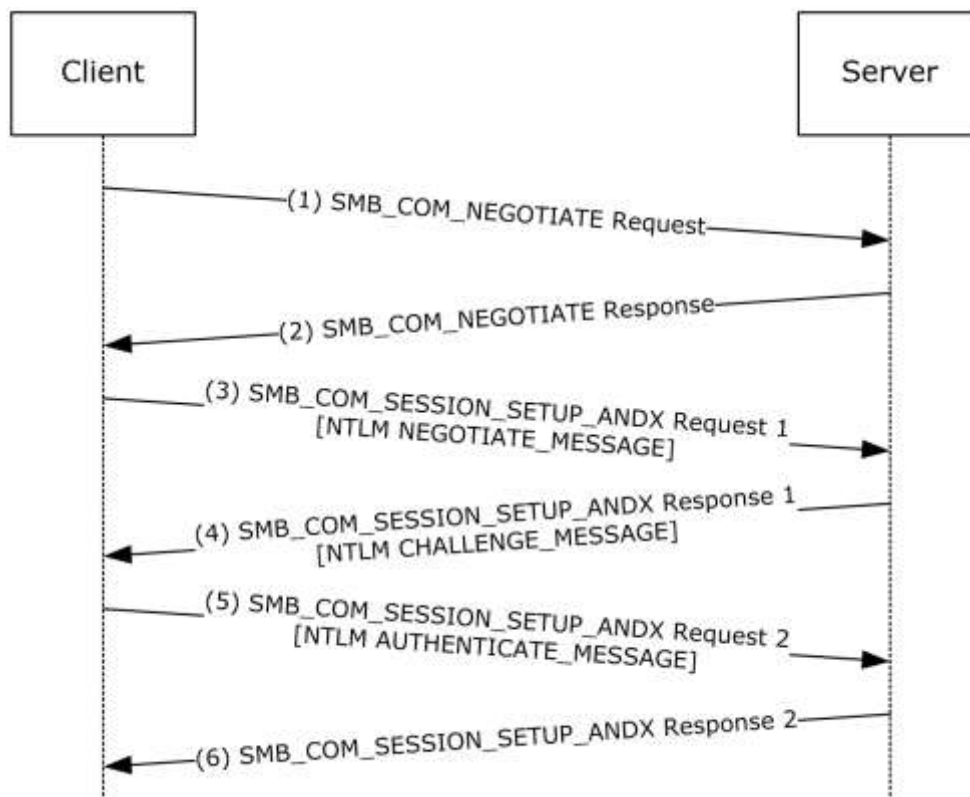 Client
Server
(1) SMB_COM_NEGOTIATE Request
(2) SMB_COM_NEGOTIATE Response
(3) SMB_COM_SESSION_SETUP_ANDX Request 1
[NTLM NEGOTIATE_MESSAGE]
(4) SMB_COM_SESSION_SETUP_ANDX Response 1
[NTLM CHALLENGE_MESSAGE]
(5) SMB_COM_SESSION_SETUP_ANDX Request 2
[NTLM AUTHENTICATE_MESSAGE]
(6) SMB_COM_SESSION_SETUP_ANDX Response 2